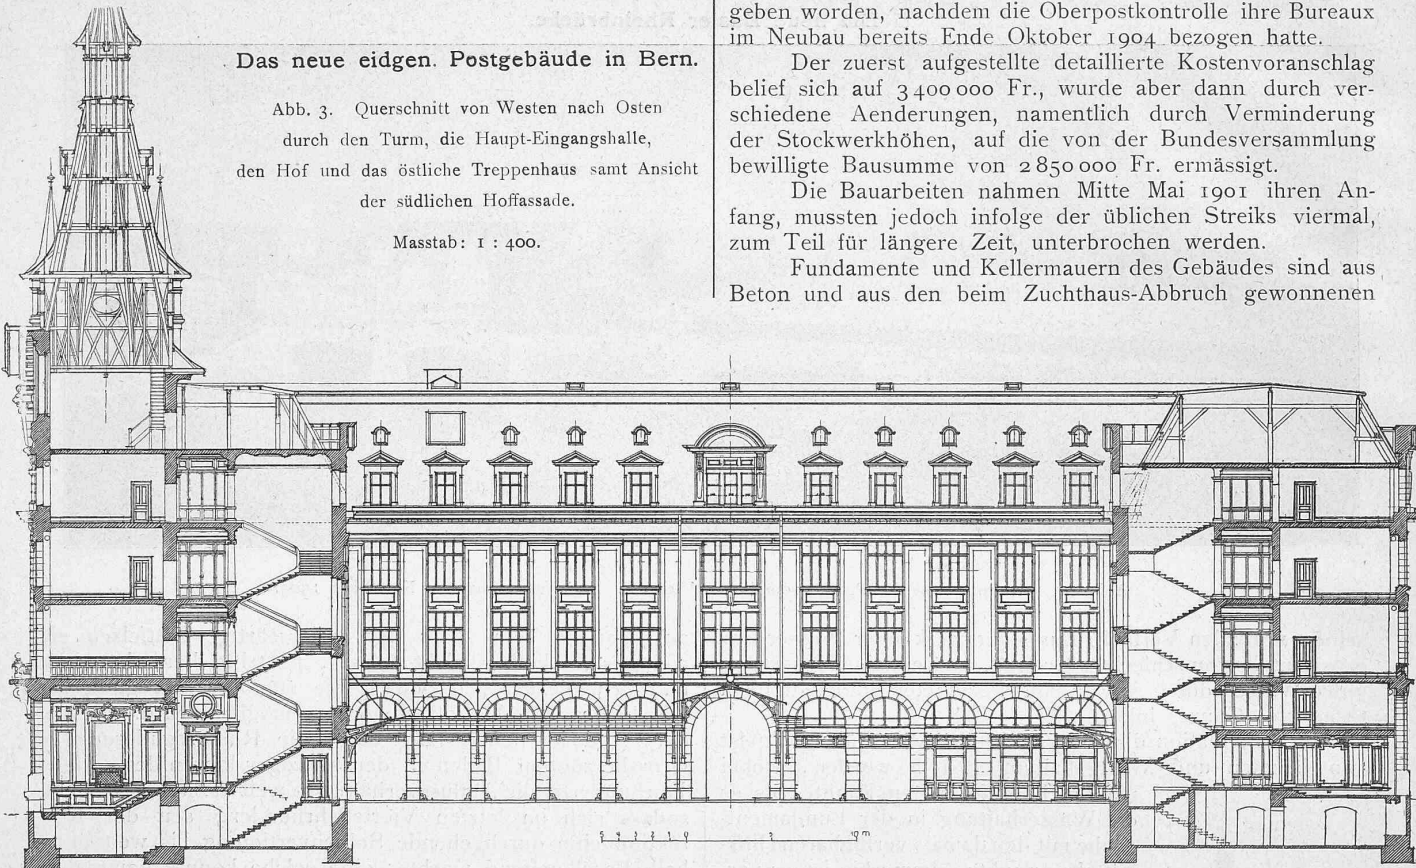 Das neue eidgen. Postgebäude in Bern.
Abb. 3. Querschnitt von Westen nach Osten
durch den Turm, die Haupt-Eingangshalle,
den Hof und das östliche Treppenhaus samt Ansicht
der südlichen Hoffassade.
Masstab: 1 : 400.
geben worden, nachdem die Oberpostkontrolle ihre Bureaux
im Neubau bereits Ende Oktober 1904 bezogen hatte.
Der zuerst aufgestellte detaillierte Kostenvoranschlag
belief sich auf 3 400 000 Fr., wurde aber dann durch ver-
schiedene Aenderungen, namentlich durch Verminderung
der Stockwerkhöhen, auf die von der Bundesversammlung
bewilligte Bausumme von 2 850 000 Fr. ermässigt.
Die Bauarbeiten nahmen Mitte Mai 1901 ihren An-
fang, mussten jedoch infolge der üblichen Streiks viermal,
zum Teil für längere Zeit, unterbrochen werden.
Fundamente und Kellermauern des Gebäudes sind aus
Beton und aus den beim Zuchthaus-Abbruch gewonnenen